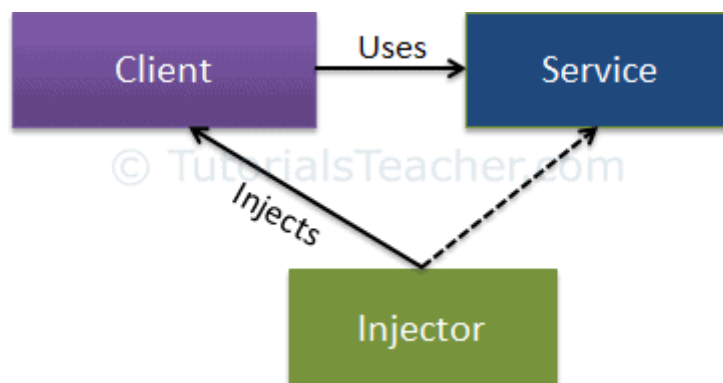 Client
Uses
Service
© TutorialsTeacher.com
Injects
Injector